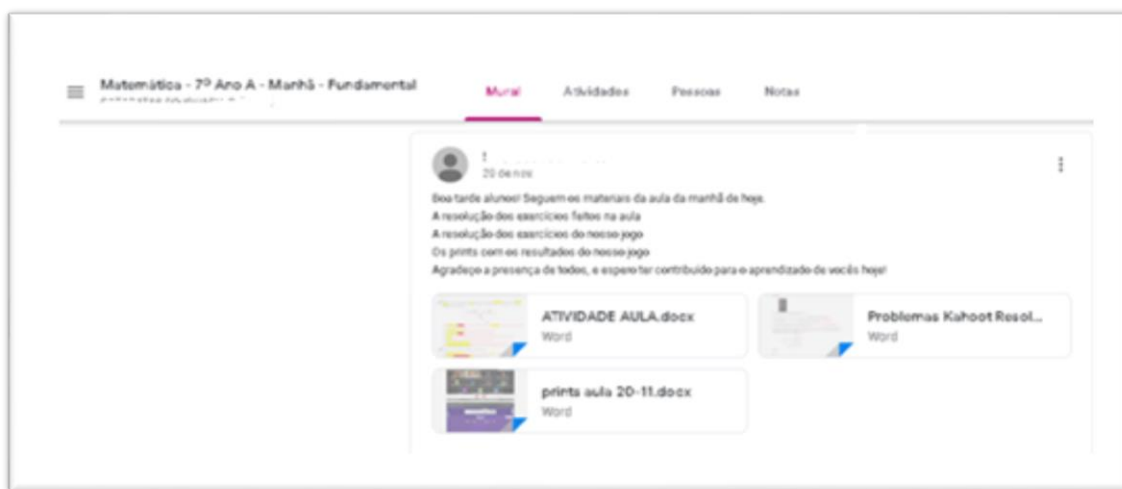 Matemática - 7º Ano A - Manhã - Fundamental
Mural Atividades Pessoas Notas
20 de nov.
Boa tarde alunos! Seguem os materiais da aula da manhã de hoje.
A resolução dos exercícios feitos na aula
A resolução dos exercícios do nosso jogo
Os prints com os resultados do nosso jogo
Agradeço a presença de todos, e espero ter contribuído para o aprendizado de vocês hoje!
ATIVIDADE AULA.docx
Word
Problemas Kahoot Resol...
Word
prints aula 20-11.docx
Word